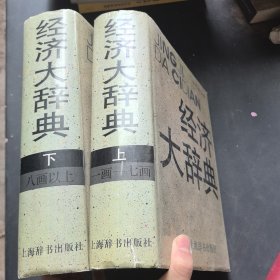 经济大辞典
下
八画以上
上海辞书出版社
经济大辞典
上
一画—七画
上海辞书出版社
JING JI
DA CI DIAN
经济
大辞典